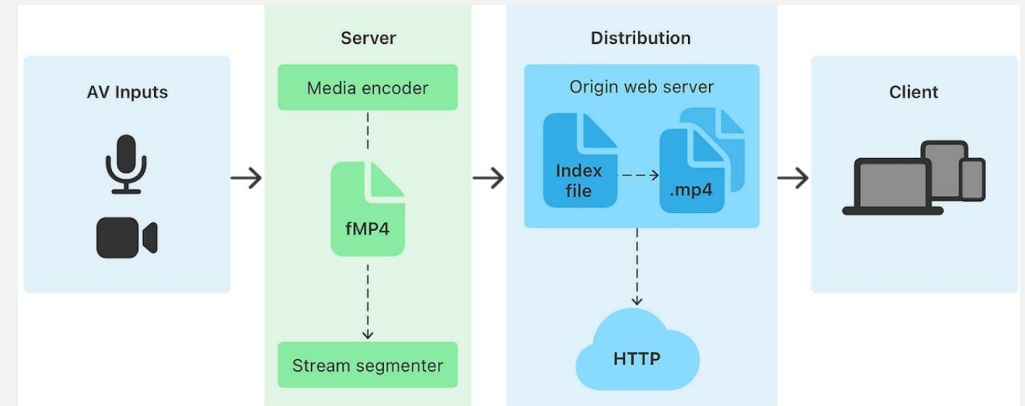 AV Inputs
Server
Media encoder
fMP4
Stream segmenter
Distribution
Origin web server
Index
file
.mp4
HTTP
Client